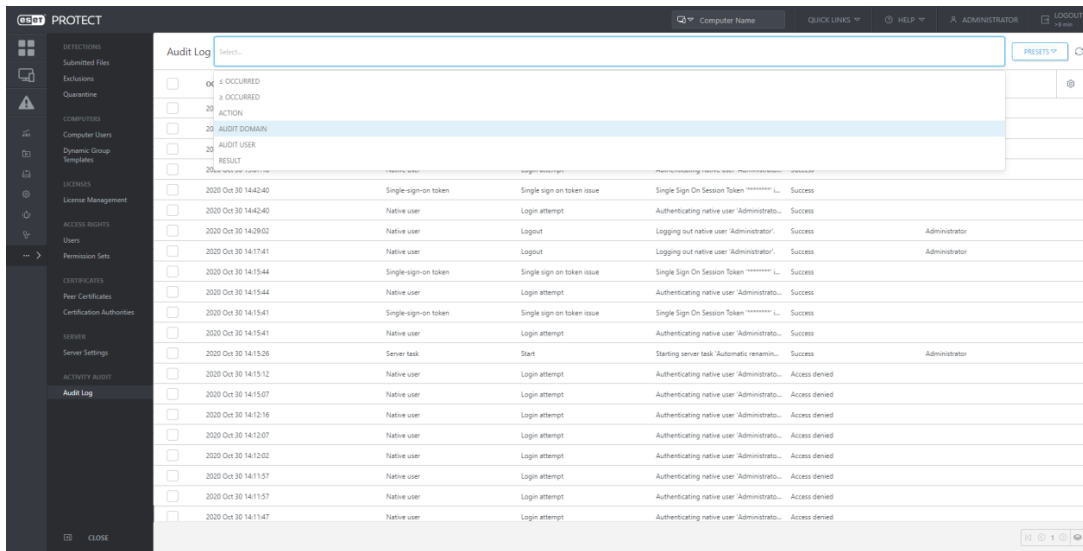 eset PROTECT
Computer Name
QUICK LINKS
HELP
ADMINISTRATOR
LOGOUT
>8 min
DETECTIONS
Submitted Files
Exclusions
Quarantine
COMPUTERS
Computer Users
Dynamic Group
Templates
LICENSES
License Management
ACCESS RIGHTS
Users
Permission Sets
CERTIFICATES
Peer Certificates
Certification Authorities
SERVER
Server Settings
ACTIVITY AUDIT
Audit Log
CLOSE
Audit Log Select... PRESETS
≤ OCCURRED
≥ OCCURRED
ACTION
AUDIT DOMAIN
AUDIT USER
RESULT
2020 Oct 30 14:42:40 Single-sign-on token Single sign on token issue Single Sign On Session Token '********' i... Success
2020 Oct 30 14:42:40 Native user Login attempt Authenticating native user 'Administrato... Success
2020 Oct 30 14:29:02 Native user Logout Logging out native user 'Administrator'. Success Administrator
2020 Oct 30 14:17:41 Native user Logout Logging out native user 'Administrator'. Success Administrator
2020 Oct 30 14:15:44 Single-sign-on token Single sign on token issue Single Sign On Session Token '********' i... Success
2020 Oct 30 14:15:44 Native user Login attempt Authenticating native user 'Administrato... Success
2020 Oct 30 14:15:41 Single-sign-on token Single sign on token issue Single Sign On Session Token '********' i... Success
2020 Oct 30 14:15:41 Native user Login attempt Authenticating native user 'Administrato... Success
2020 Oct 30 14:15:26 Server task Start Starting server task 'Automatic renamin... Success Administrator
2020 Oct 30 14:15:12 Native user Login attempt Authenticating native user 'Administrato... Access denied
2020 Oct 30 14:15:07 Native user Login attempt Authenticating native user 'Administrato... Access denied
2020 Oct 30 14:12:16 Native user Login attempt Authenticating native user 'Administrato... Access denied
2020 Oct 30 14:12:07 Native user Login attempt Authenticating native user 'Administrato... Access denied
2020 Oct 30 14:12:02 Native user Login attempt Authenticating native user 'Administrato... Access denied
2020 Oct 30 14:11:57 Native user Login attempt Authenticating native user 'Administrato... Access denied
2020 Oct 30 14:11:57 Native user Login attempt Authenticating native user 'Administrato... Access denied
2020 Oct 30 14:11:47 Native user Login attempt Authenticating native user 'Administrato... Access denied
1